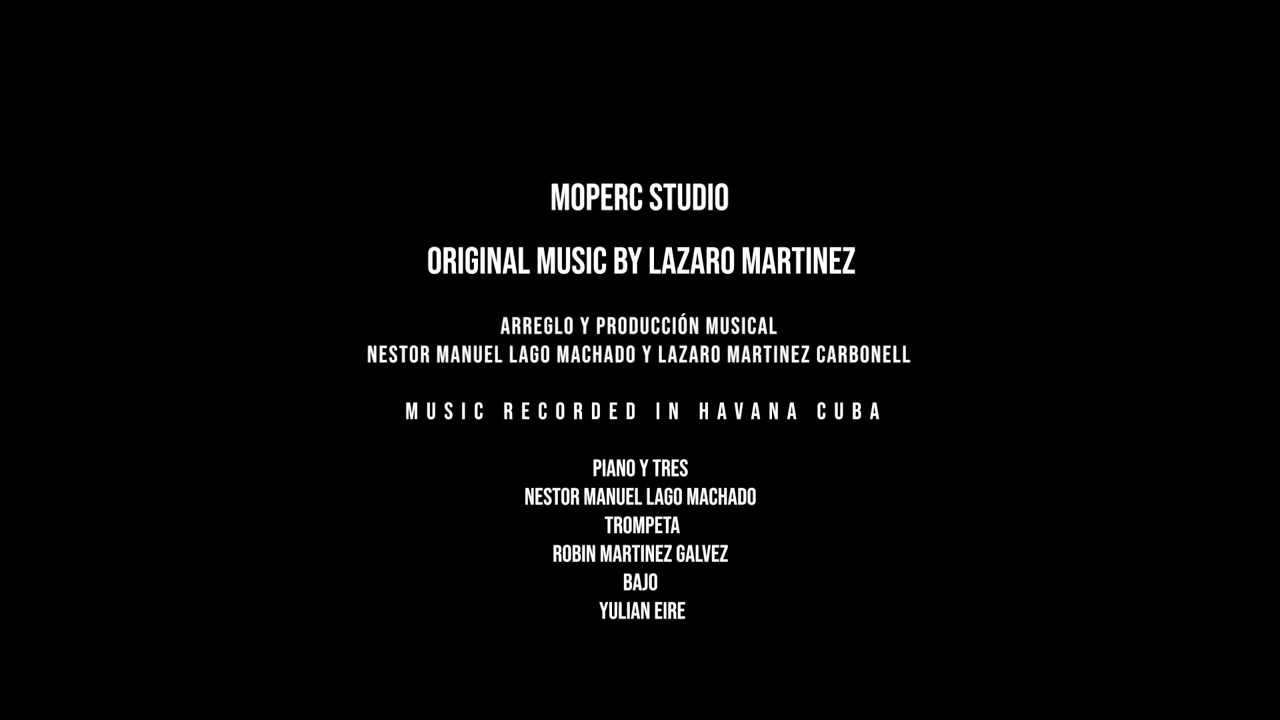 MOPERC STUDIO
ORIGINAL MUSIC BY LAZARO MARTINEZ
ARREGLO Y PRODUCCIÓN MUSICAL
NESTOR MANUEL LAGO MACHADO Y LAZARO MARTINEZ CARBONELL
MUSIC RECORDED IN HAVANA CUBA
PIANO Y TRES
NESTOR MANUEL LAGO MACHADO
TROMPETA
ROBIN MARTINEZ GALVEZ
BAJO
YULIAN EIRE